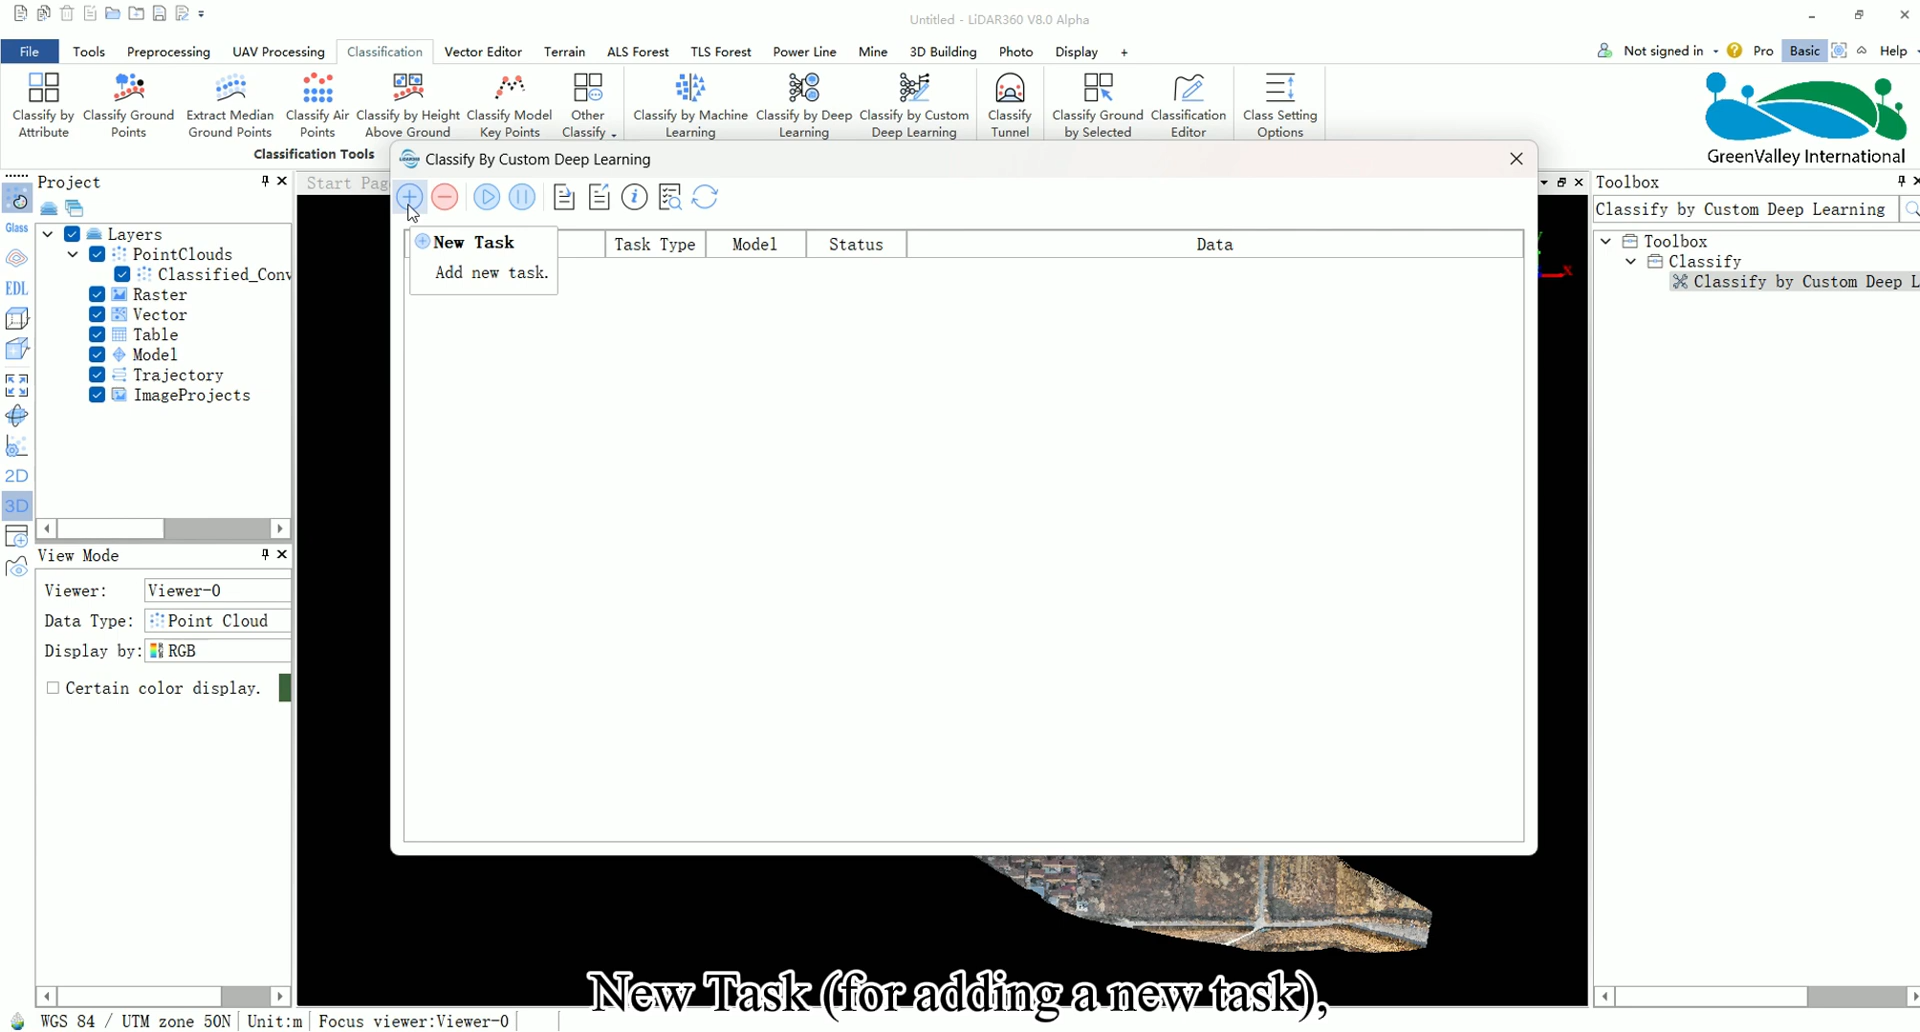 Untitled - LiDAR360 V8.0 Alpha
File Tools Preprocessing UAV Processing Classification Vector Editor Terrain ALS Forest TLS Forest Power Line Mine 3D Building Photo Display +
Not signed in Pro Basic Help
Classify by Attribute
Classify Ground Points
Extract Median Ground Points
Classify Air Points
Classify by Height Above Ground
Classify Model Key Points
Other Classify
Classify by Machine Learning
Classify by Deep Learning
Classify by Custom Deep Learning
Classify Tunnel
Classify Ground by Selected
Classification Editor
Class Setting Options
Classification Tools
GreenValley International
Project
Glass
EDL
2D
3D
Layers
PointClouds
Classified_Conv
Raster
Vector
Table
Model
Trajectory
ImageProjects
View Mode
Viewer: Viewer-0
Data Type: Point Cloud
Display by: RGB
Certain color display.
Start Pag
Classify By Custom Deep Learning
New Task
Add new task.
Task Type Model Status Data
Y
X
Toolbox
Classify by Custom Deep Learning
Toolbox
Classify
Classify by Custom Deep L
New Task (for adding a new task),
WGS 84 / UTM zone 50N Unit:m Focus viewer:Viewer-0